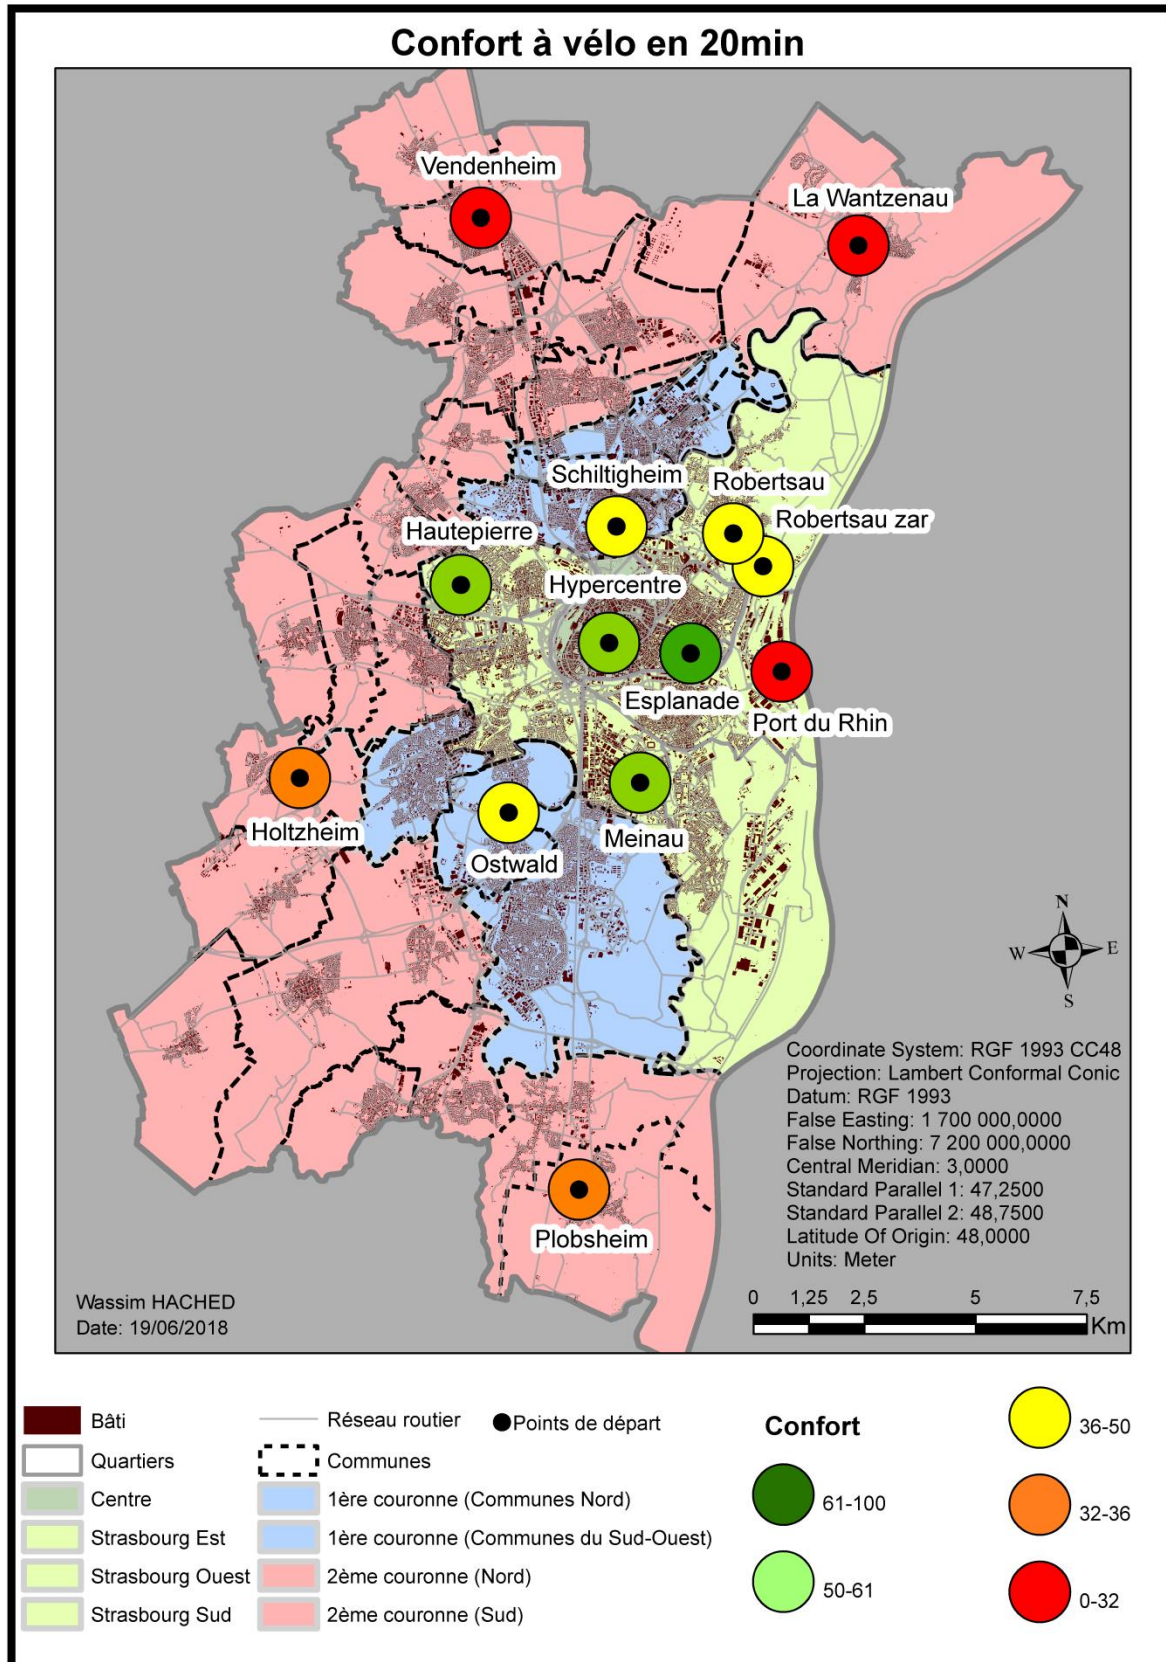 Confort à vélo en 20min
Vendenheim
La Wantzenau
Schiltigheim
Robertsau
Robertsau zar
Hautepierre
Hypercentre
Esplanade
Port du Rhin
Holtzheim
Ostwald
Meinau
Plobsheim
N
W
E
S
Coordinate System: RGF 1993 CC48
Projection: Lambert Conformal Conic
Datum: RGF 1993
False Easting: 1 700 000,0000
False Northing: 7 200 000,0000
Central Meridian: 3,0000
Standard Parallel 1: 47,2500
Standard Parallel 2: 48,7500
Latitude Of Origin: 48,0000
Units: Meter
Wassim HACHED
Date: 19/06/2018
0 1,25 2,5 5 7,5
Km
Bâti
Quartiers
Centre
Strasbourg Est
Strasbourg Ouest
Strasbourg Sud
Réseau routier
Points de départ
Communes
1ère couronne (Communes Nord)
1ère couronne (Communes du Sud-Ouest)
2ème couronne (Nord)
2ème couronne (Sud)
Confort
61-100
50-61
36-50
32-36
0-32